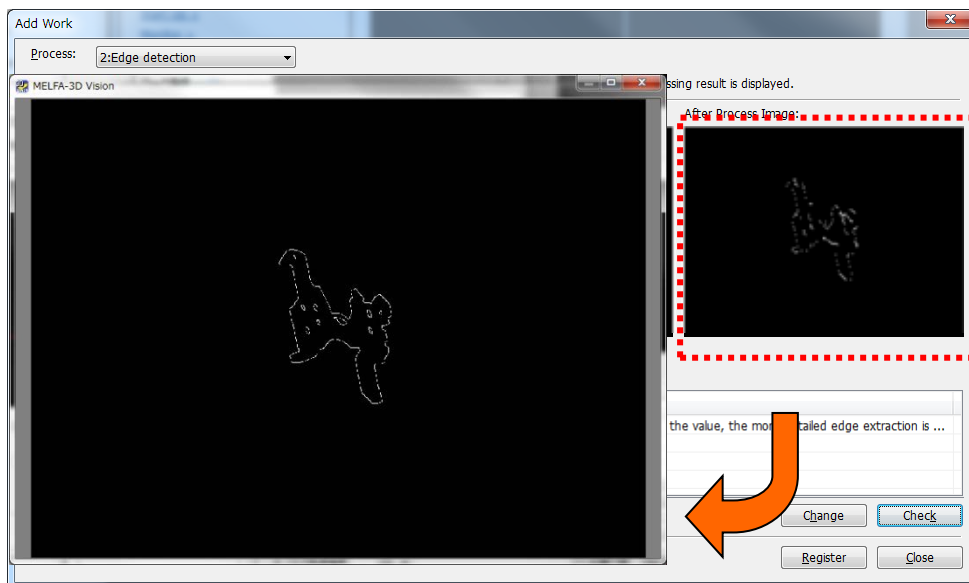 Add Work
Process: 2:Edge detection
MELFA-3D Vision
ssing result is displayed.
After Process Image:
the value, the mor tailed edge extraction is ...
Change Check
Register Close